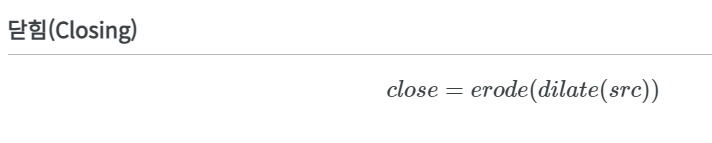 닫힘(Closing)
close = erode(dilate(src))